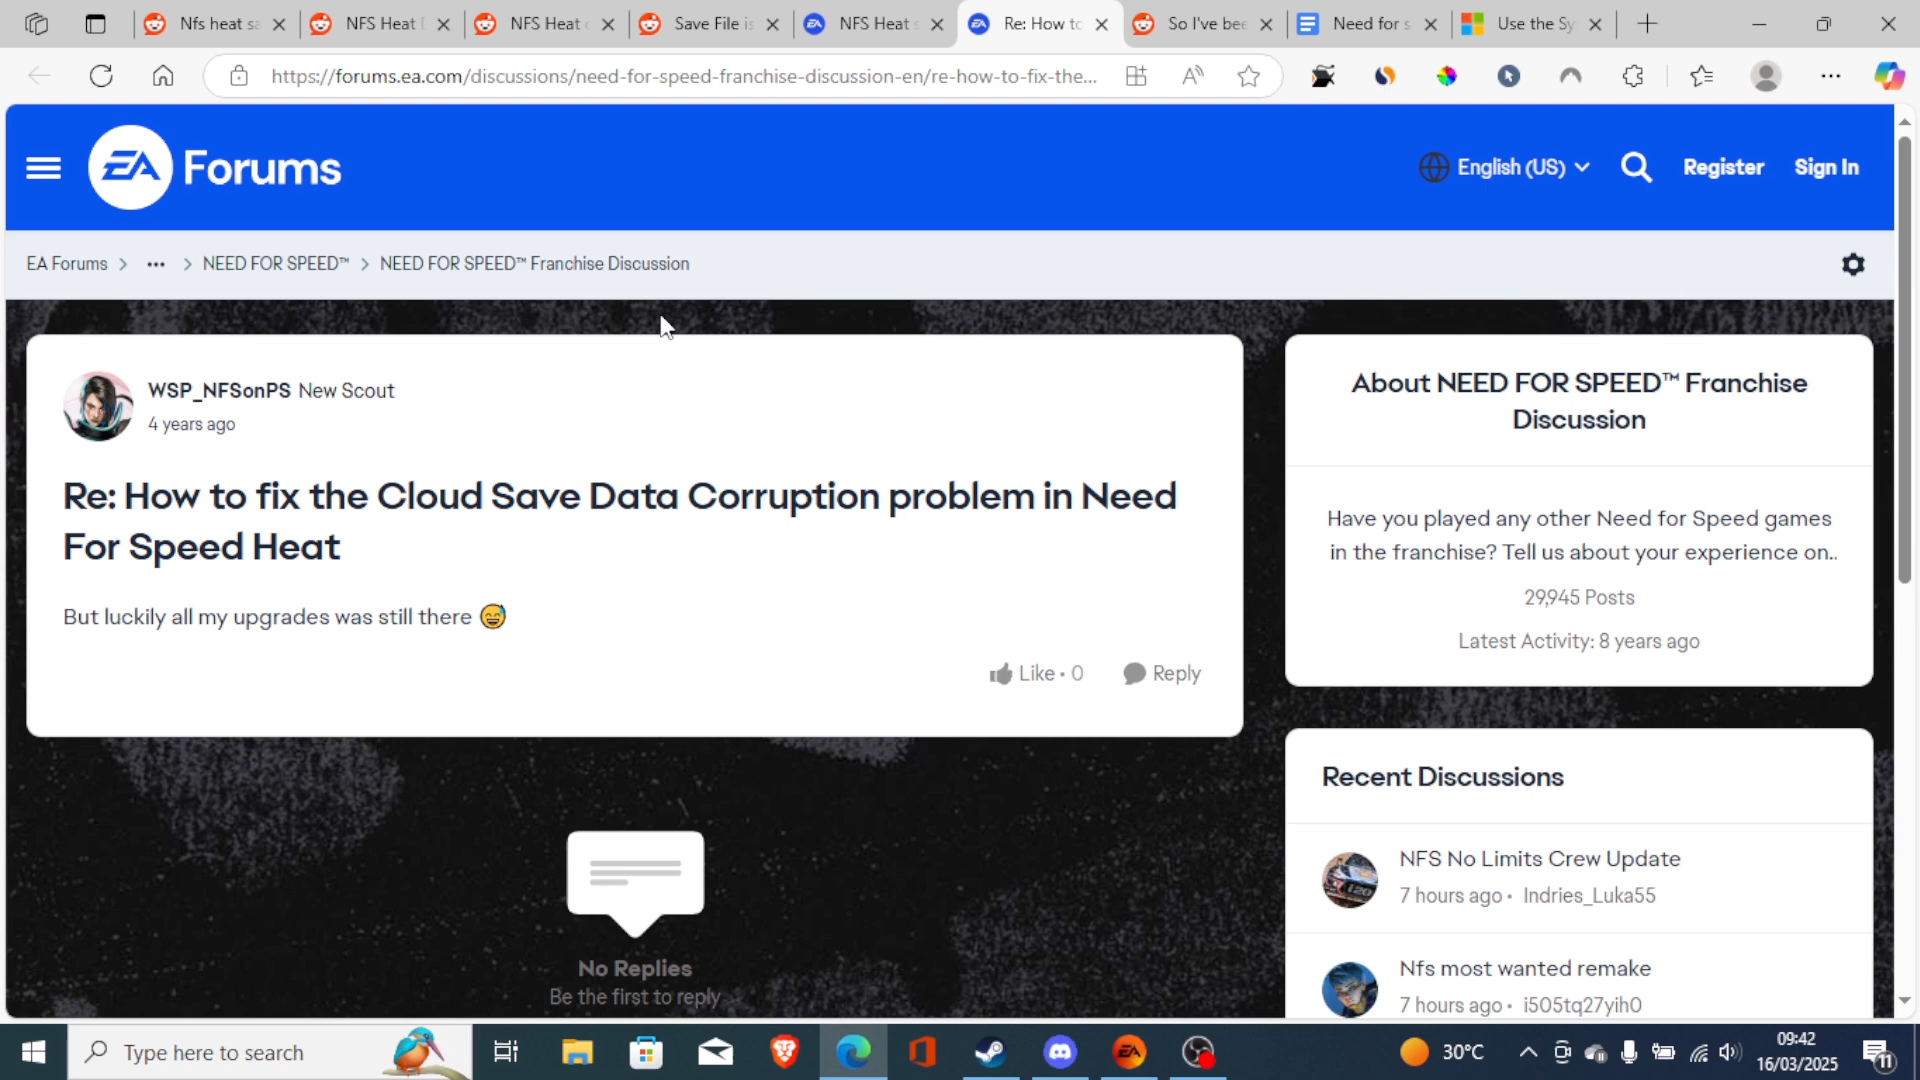 Nfs heat sa
NFS Heat
NFS Heat
Save File is
NFS Heat s
Re: How to
So I've bee
Need for s
Use the Sy
https://forums.ea.com/discussions/need-for-speed-franchise-discussion-en/re-how-to-fix-the...
EA Forums
English (US)
Register
Sign In
EA Forums > ... > NEED FOR SPEED™ > NEED FOR SPEED™ Franchise Discussion
WSP_NFSonPS New Scout
4 years ago
Re: How to fix the Cloud Save Data Corruption problem in Need
For Speed Heat
But luckily all my upgrades was still there 😅
Like • 0
Reply
No Replies
Be the first to reply
About NEED FOR SPEED™ Franchise
Discussion
Have you played any other Need for Speed games
in the franchise? Tell us about your experience on..
29,945 Posts
Latest Activity: 8 years ago
Recent Discussions
NFS No Limits Crew Update
7 hours ago • Indries_Luka55
Nfs most wanted remake
7 hours ago • i505tq27yih0
Type here to search
30°C
09:42
16/03/2025
11